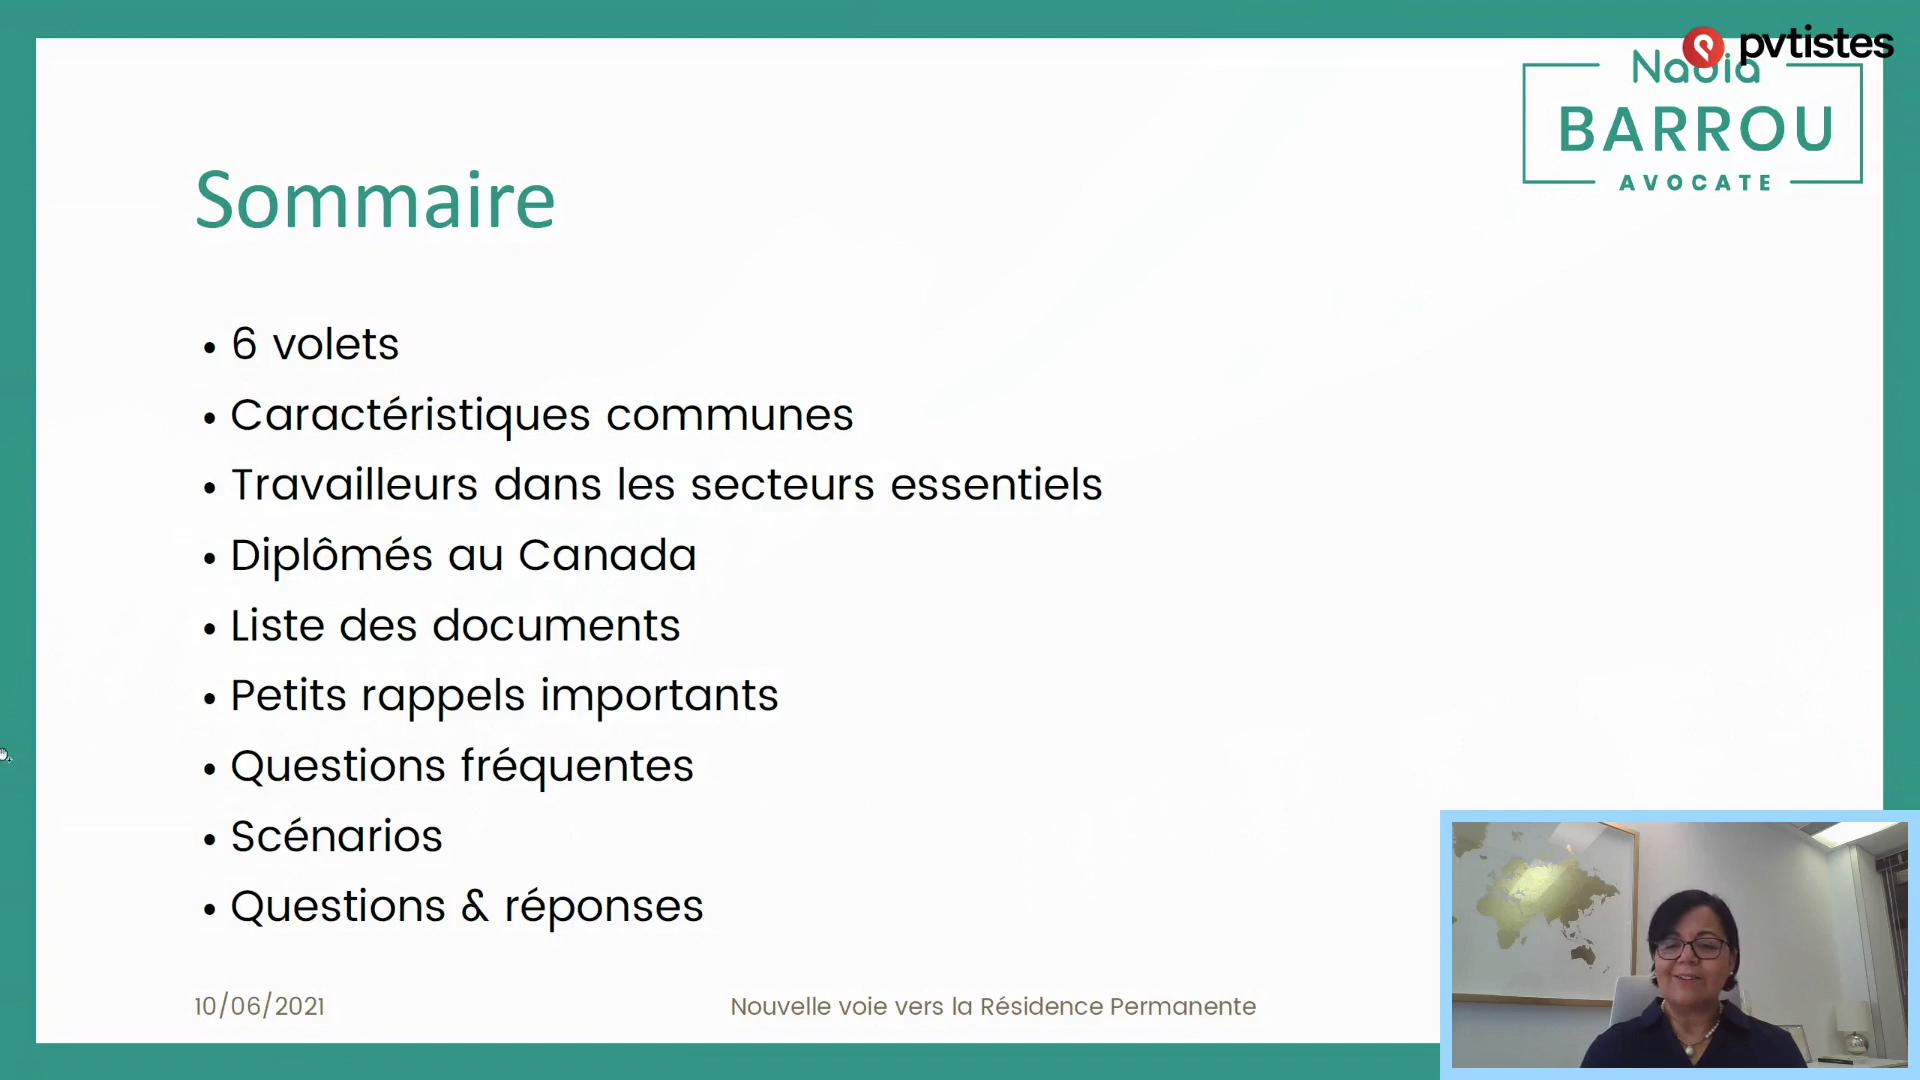 pvtistes
Nadia
BARROU
AVOCATE
Sommaire
• 6 volets
• Caractéristiques communes
• Travailleurs dans les secteurs essentiels
• Diplômés au Canada
• Liste des documents
• Petits rappels importants
• Questions fréquentes
• Scénarios
• Questions & réponses
10/06/2021
Nouvelle voie vers la Résidence Permanente